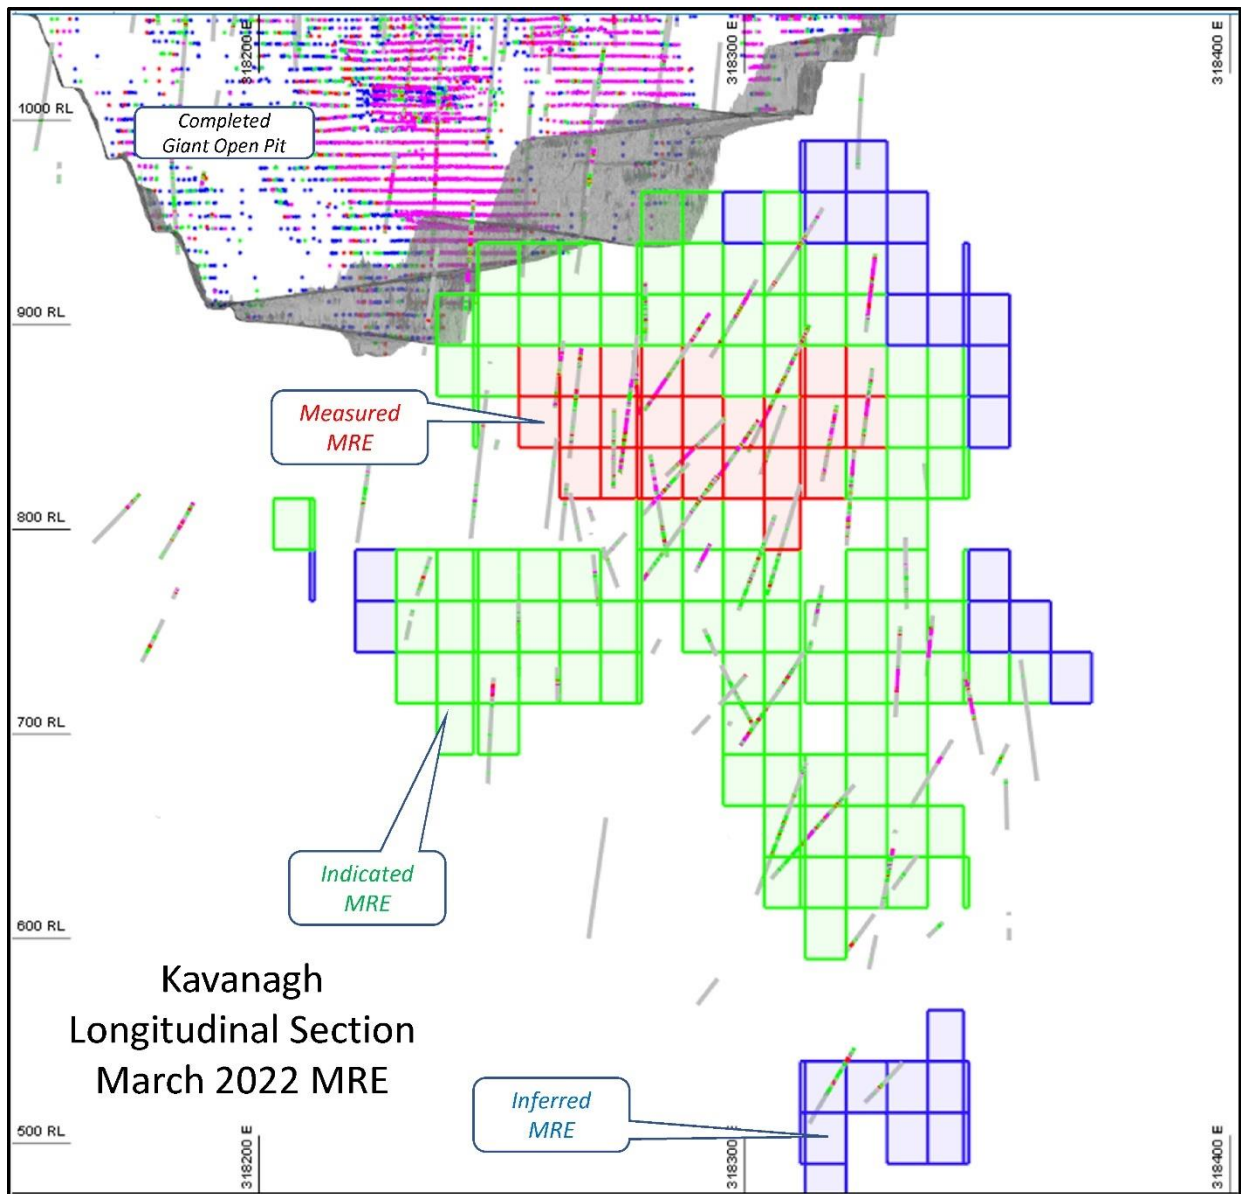 318200 E
318300 E
318400 E
1000 RL
Completed
Giant Open Pit
900 RL
Measured
MRE
800 RL
700 RL
Indicated
MRE
600 RL
Kavanagh
Longitudinal Section
March 2022 MRE
Inferred
MRE
500 RL
318200 E
318300 E
318400 E